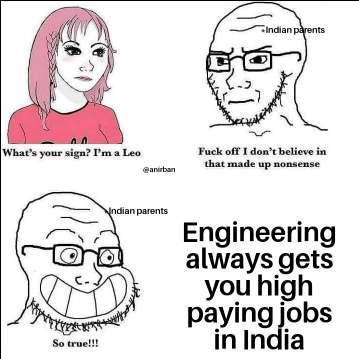 Indian parents
What's your sign? I'm a Leo
Fuck off I don't believe in
that made up nonsense
@anirban
Indian parents
So true!!!
Engineering
always gets
you high
paying jobs
in India